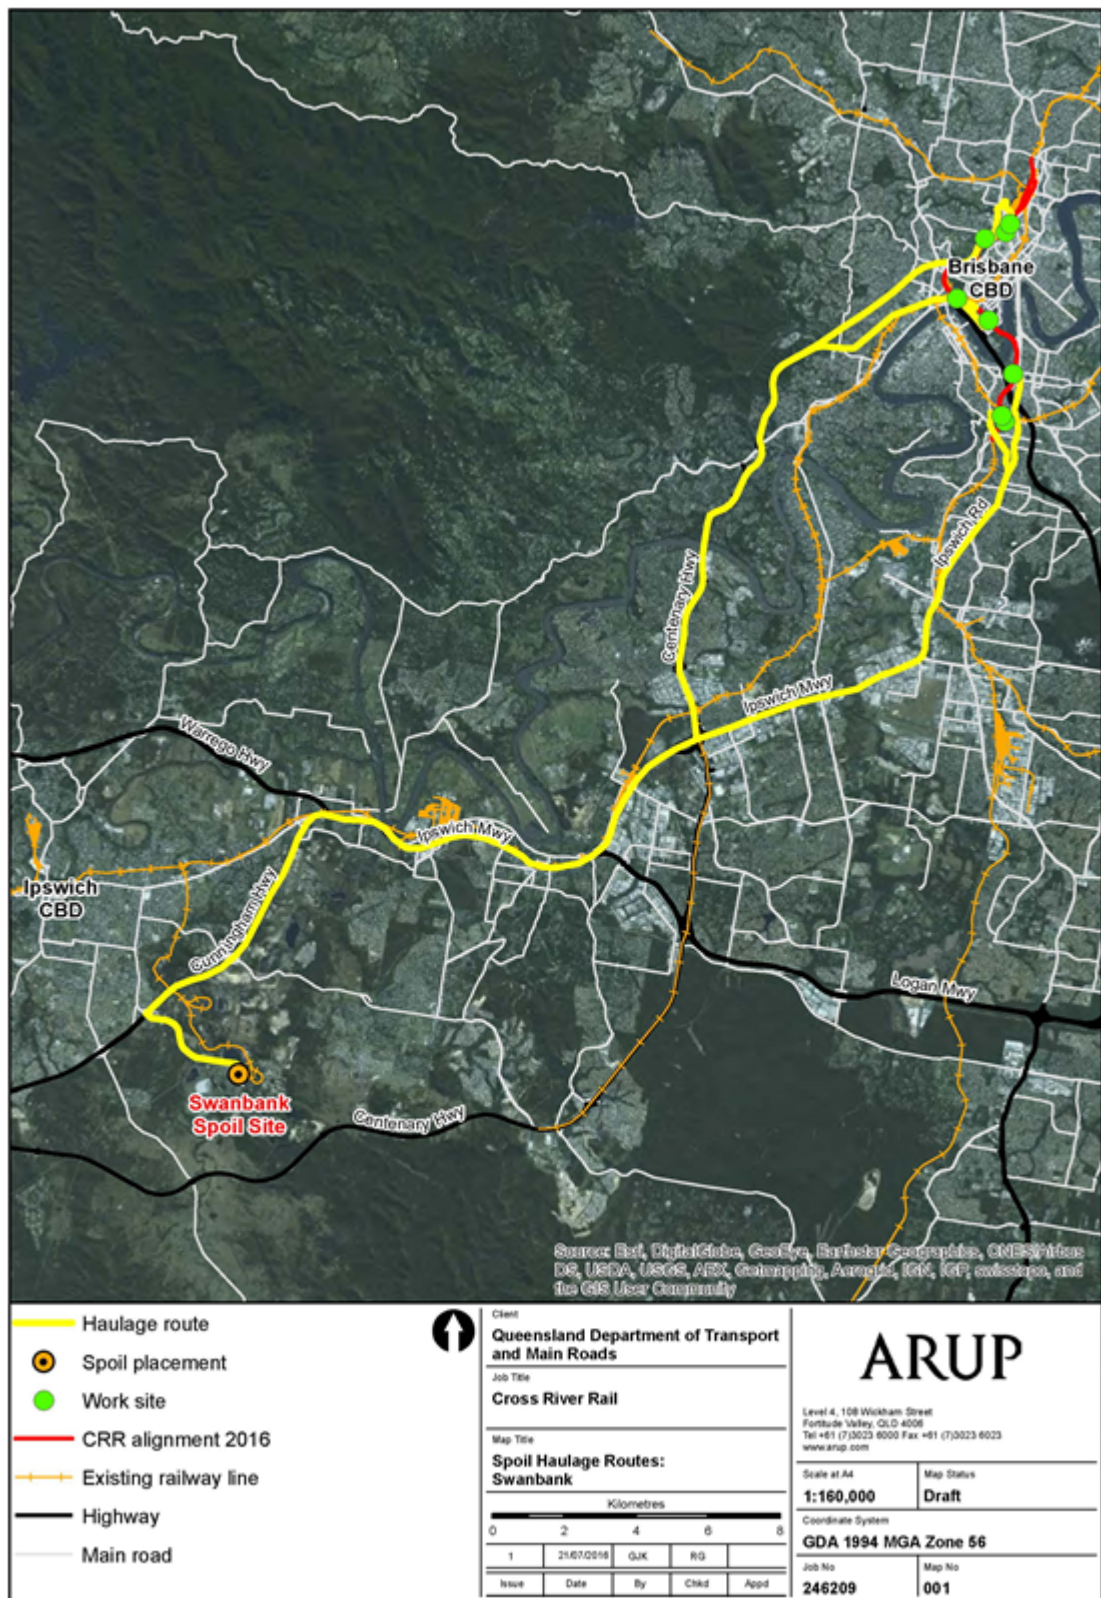 Brisbane
CBD
Ipswich Rd
Centenary Hwy
Ipswich Mwy
Warrego Hwy
Ipswich Mwy
Ipswich
CBD
Cunningham Hwy
Logan Mwy
Swanbank
Spoil Site
Centenary Hwy
Source: Esri, DigitalGlobe, GeoEye, Earthstar Geographics, CNES/Airbus
DS, USDA, USGS, AEX, Getmapping, Aerogrid, IGN, IGP, swisstopo, and
the GIS User Community
Haulage route
Spoil placement
Work site
CRR alignment 2016
Existing railway line
Highway
Main road
Client
Queensland Department of Transport
and Main Roads
Job Title
Cross River Rail
Map Title
Spoil Haulage Routes:
Swanbank
Kilometres
0 2 4 6 8
1 21/07/2016 GJK RG
Issue Date By Chkd Appd
ARUP
Level 4, 108 Wickham Street
Fortitude Valley, QLD 4006
Tel +61 (7)3023 6000 Fax +61 (7)3023 6023
www.arup.com
Scale at A4
1:160,000
Map Status
Draft
Coordinate System
GDA 1994 MGA Zone 56
Job No
246209
Map No
001